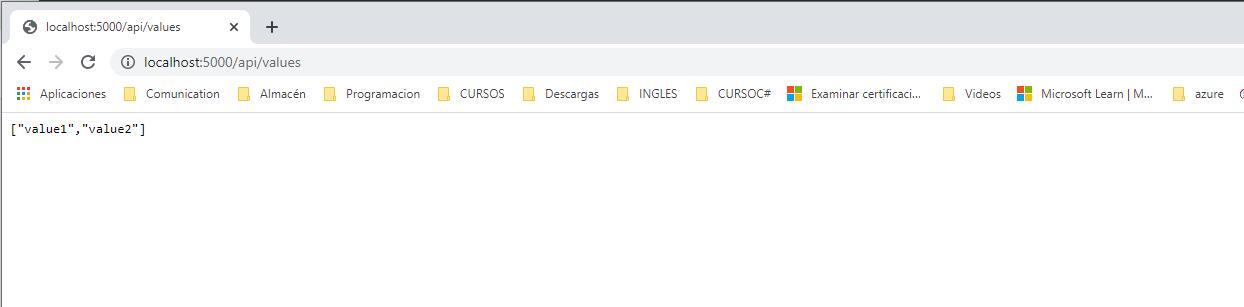 localhost:5000/api/values
localhost:5000/api/values
Aplicaciones Comunication Almacén Programacion CURSOS Descargas INGLES CURSOC# Examinar certificaci... Videos Microsoft Learn | M... azure
["value1","value2"]